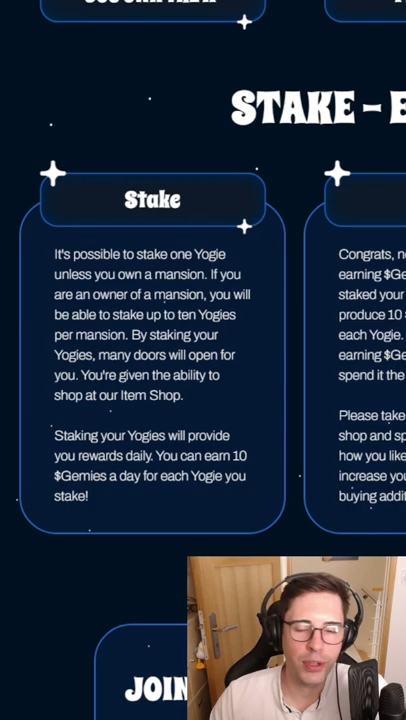 STAKE – E
Stake
It's possible to stake one Yogie
unless you own a mansion. If you
are an owner of a mansion, you will
be able to stake up to ten Yogies
per mansion. By staking your
Yogies, many doors will open for
you. You're given the ability to
shop at our Item Shop.
Staking your Yogies will provide
you rewards daily. You can earn 10
$Gemies a day for each Yogie you
stake!
Congrats, n
earning $Ge
staked your
produce 10
each Yogie.
earning $Ge
spend it the
Please take
shop and sp
how you like
increase you
buying addit
JOIN